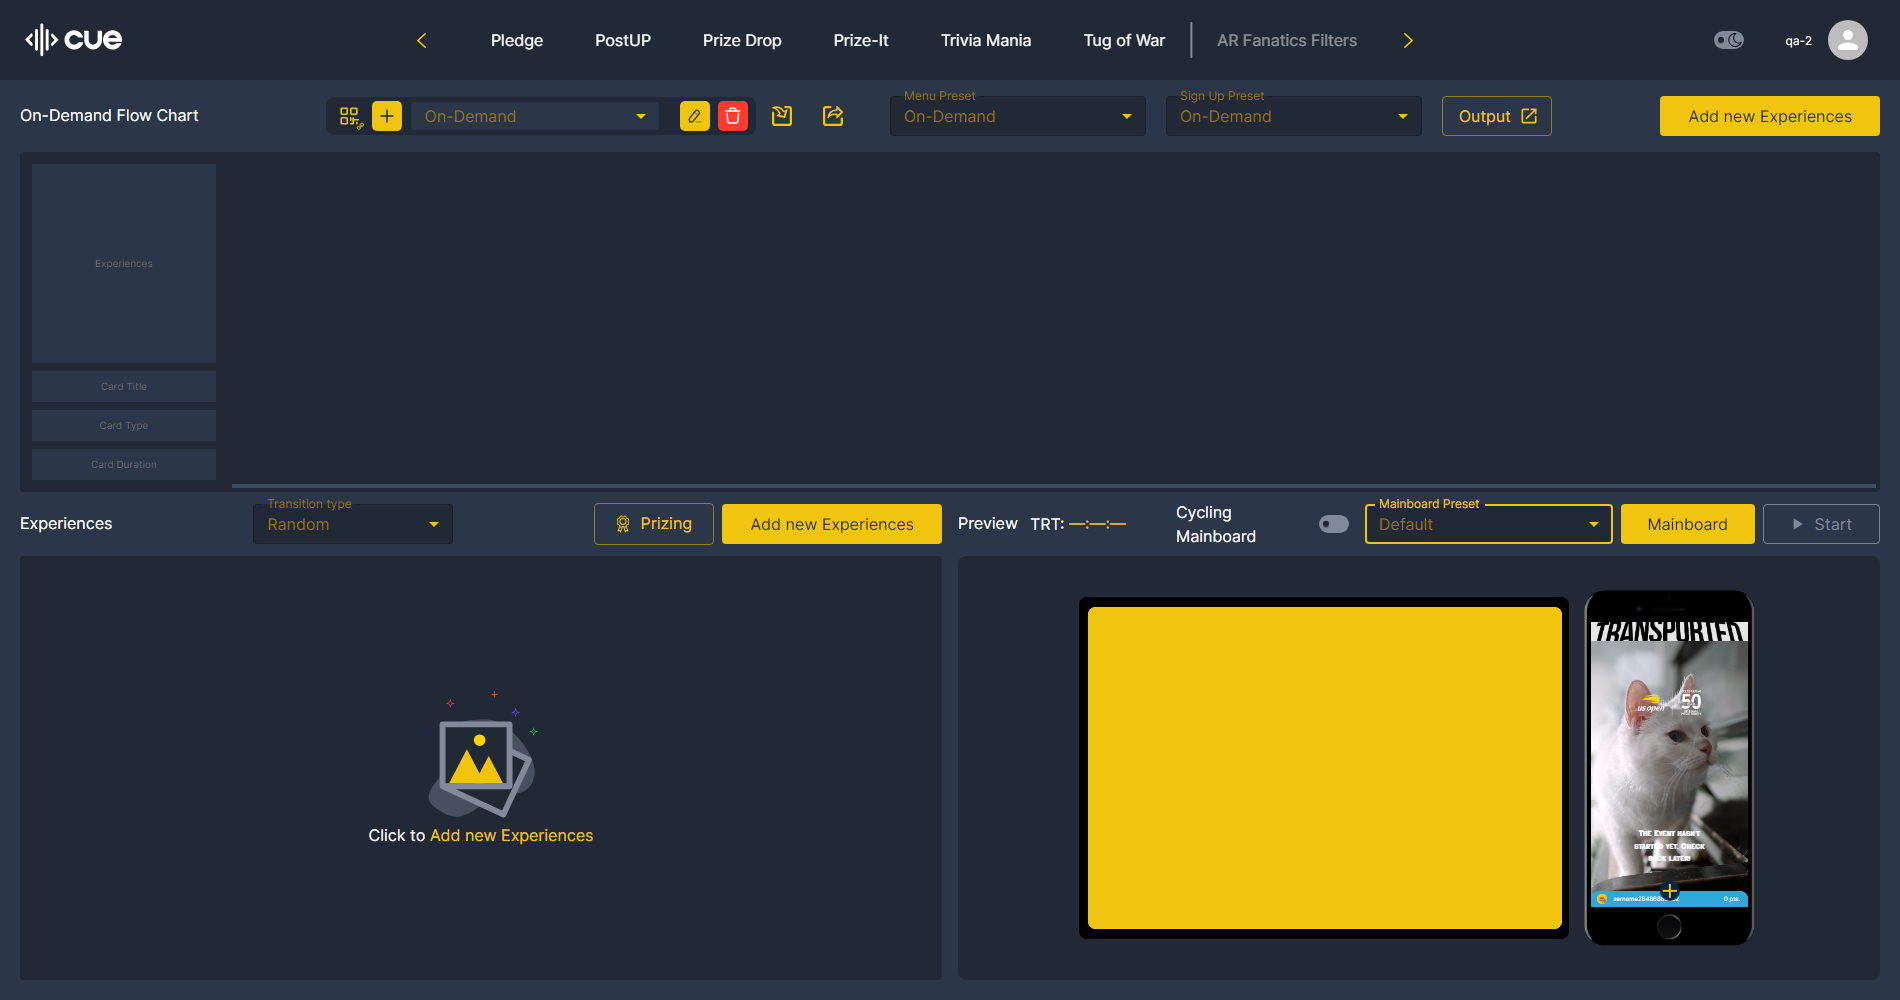 cue
Pledge
PostUP
Prize Drop
Prize-It
Trivia Mania
Tug of War
AR Fanatics Filters
qa-2
On-Demand Flow Chart
On-Demand
Menu Preset
On-Demand
Sign Up Preset
On-Demand
Output
Add new Experiences
Experiences
Card Title
Card Type
Card Duration
Experiences
Transition type
Random
Prizing
Add new Experiences
Preview
TRT: —:—:—
Cycling
Mainboard
Mainboard Preset
Default
Mainboard
Start
Click to Add new Experiences
TRANSPORTED
us open
50
The Event hasn't
started yet. Check
back later!
0 pts.